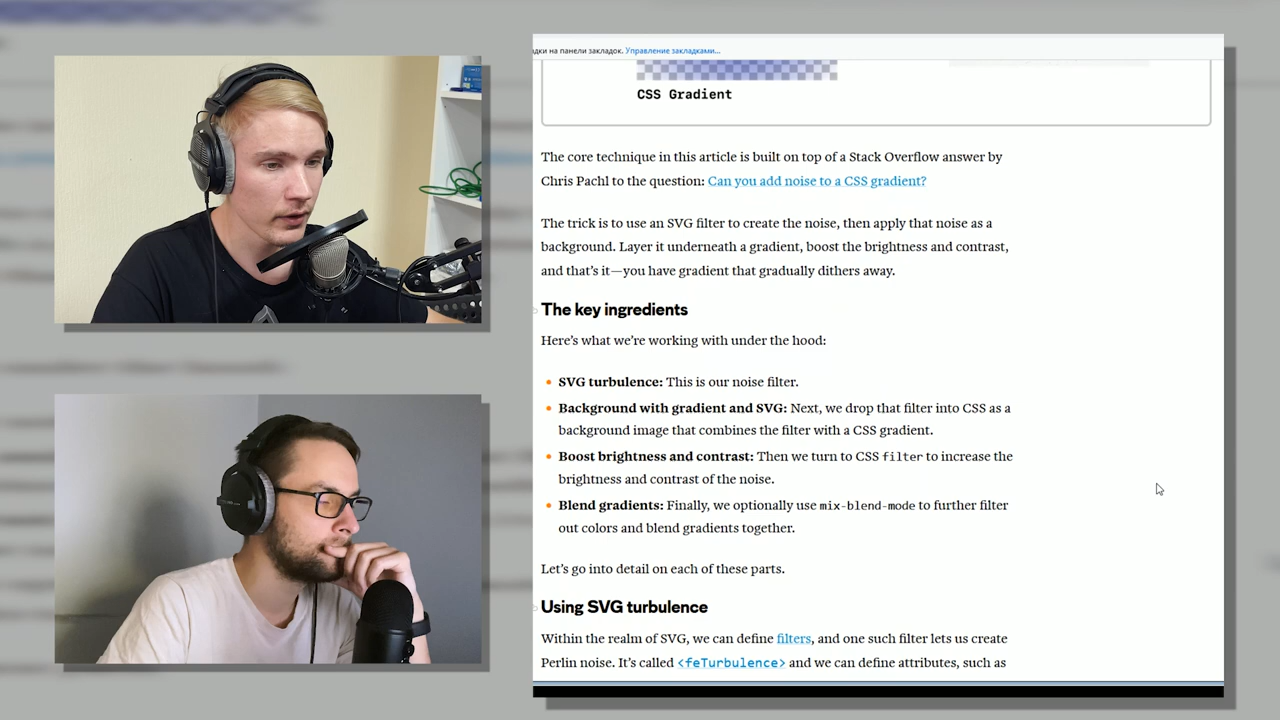 дки на панели закладок. Управление закладками...
CSS Gradient
The core technique in this article is built on top of a Stack Overflow answer by
Chris Pachl to the question: Can you add noise to a CSS gradient?
The trick is to use an SVG filter to create the noise, then apply that noise as a
background. Layer it underneath a gradient, boost the brightness and contrast,
and that’s it—you have gradient that gradually dithers away.
The key ingredients
Here’s what we’re working with under the hood:
• SVG turbulence: This is our noise filter.
• Background with gradient and SVG: Next, we drop that filter into CSS as a
background image that combines the filter with a CSS gradient.
• Boost brightness and contrast: Then we turn to CSS filter to increase the
brightness and contrast of the noise.
• Blend gradients: Finally, we optionally use mix-blend-mode to further filter
out colors and blend gradients together.
Let’s go into detail on each of these parts.
Using SVG turbulence
Within the realm of SVG, we can define filters, and one such filter lets us create
Perlin noise. It’s called <feTurbulence> and we can define attributes, such as